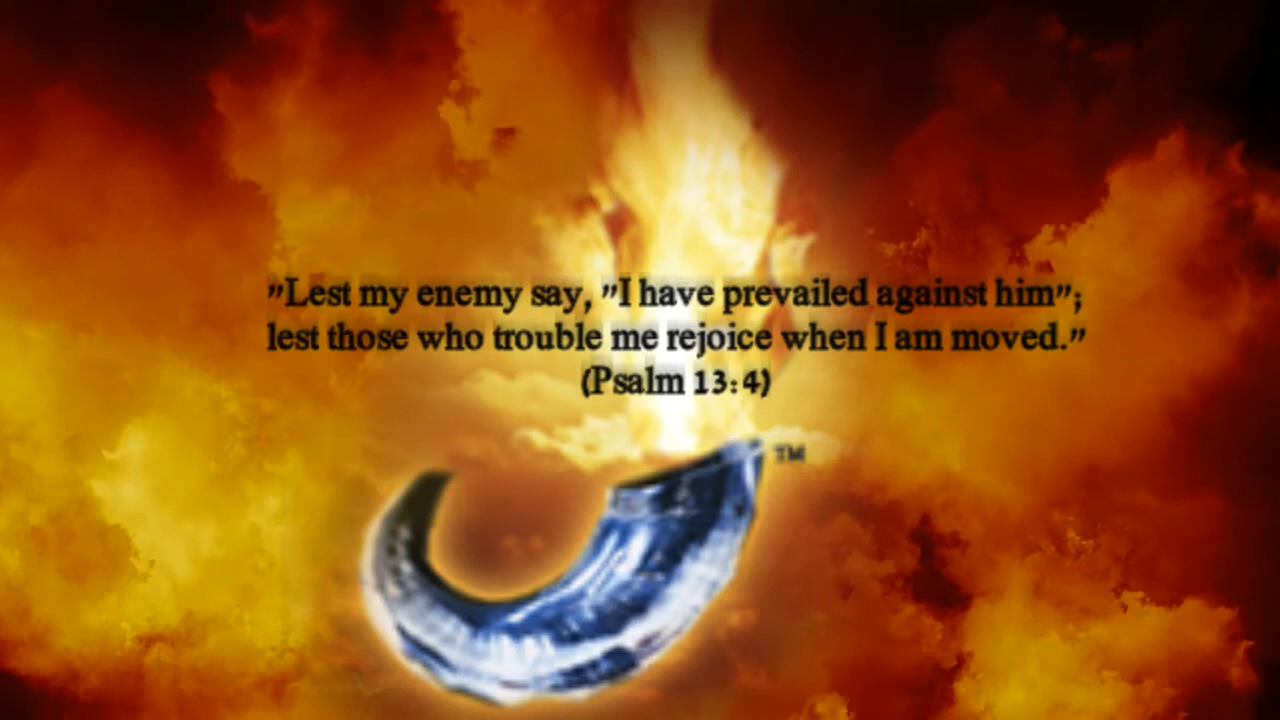 "Lest my enemy say, "I have prevailed against him";
lest those who trouble me rejoice when I am moved."
(Psalm 13:4)
TM